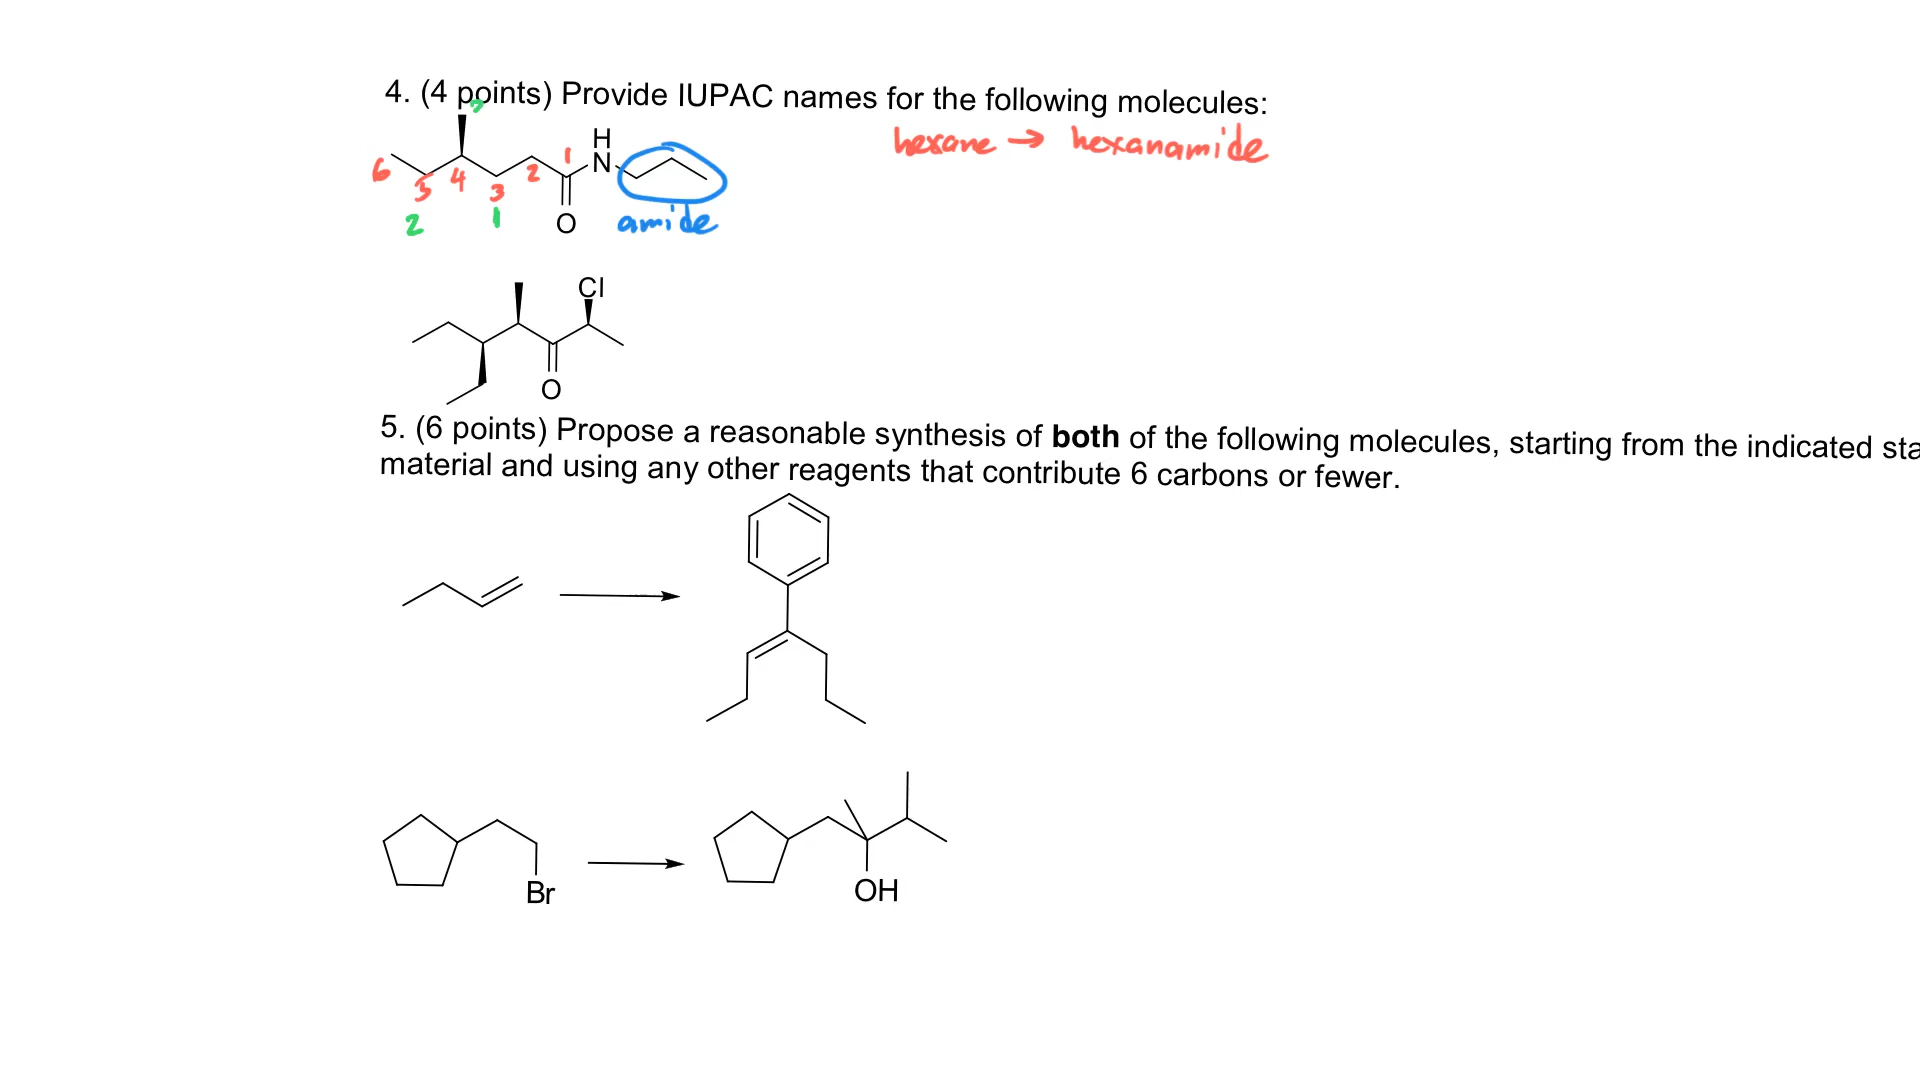 4. (4 points) Provide IUPAC names for the following molecules:
hexane → hexanamide
3
H
N
1
6 5 4 3 2
2 1
O
amide
Cl
O
5. (6 points) Propose a reasonable synthesis of both of the following molecules, starting from the indicated sta
material and using any other reagents that contribute 6 carbons or fewer.
Br
OH